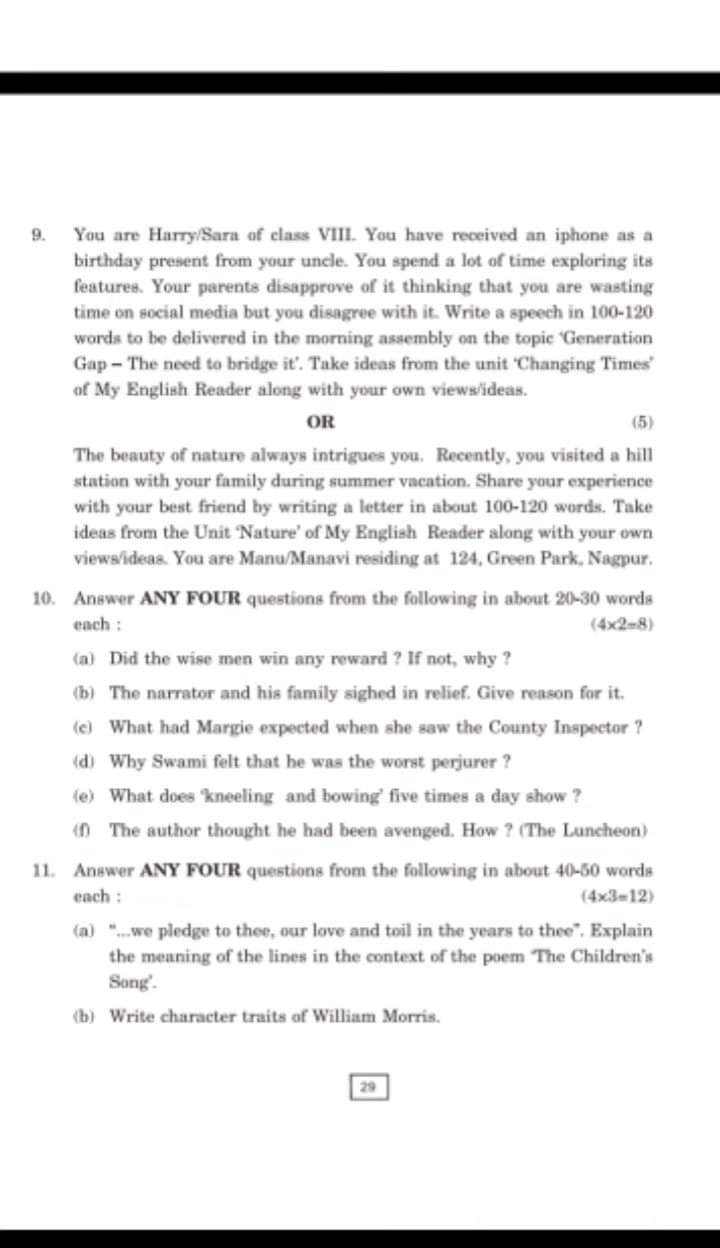 9. You are Harry/Sara of class VIII. You have received an iphone as a
birthday present from your uncle. You spend a lot of time exploring its
features. Your parents disapprove of it thinking that you are wasting
time on social media but you disagree with it. Write a speech in 100-120
words to be delivered in the morning assembly on the topic 'Generation
Gap – The need to bridge it'. Take ideas from the unit 'Changing Times'
of My English Reader along with your own views/ideas.
OR (5)
The beauty of nature always intrigues you. Recently, you visited a hill
station with your family during summer vacation. Share your experience
with your best friend by writing a letter in about 100-120 words. Take
ideas from the Unit 'Nature' of My English Reader along with your own
views/ideas. You are Manu/Manavi residing at 124, Green Park, Nagpur.
10. Answer ANY FOUR questions from the following in about 20-30 words
each : (4×2=8)
(a) Did the wise men win any reward ? If not, why ?
(b) The narrator and his family sighed in relief. Give reason for it.
(c) What had Margie expected when she saw the County Inspector ?
(d) Why Swami felt that he was the worst perjurer ?
(e) What does 'kneeling and bowing' five times a day show ?
(f) The author thought he had been avenged. How ? (The Luncheon)
11. Answer ANY FOUR questions from the following in about 40-50 words
each : (4×3=12)
(a) "...we pledge to thee, our love and toil in the years to thee". Explain
the meaning of the lines in the context of the poem 'The Children's
Song'.
(b) Write character traits of William Morris.
29